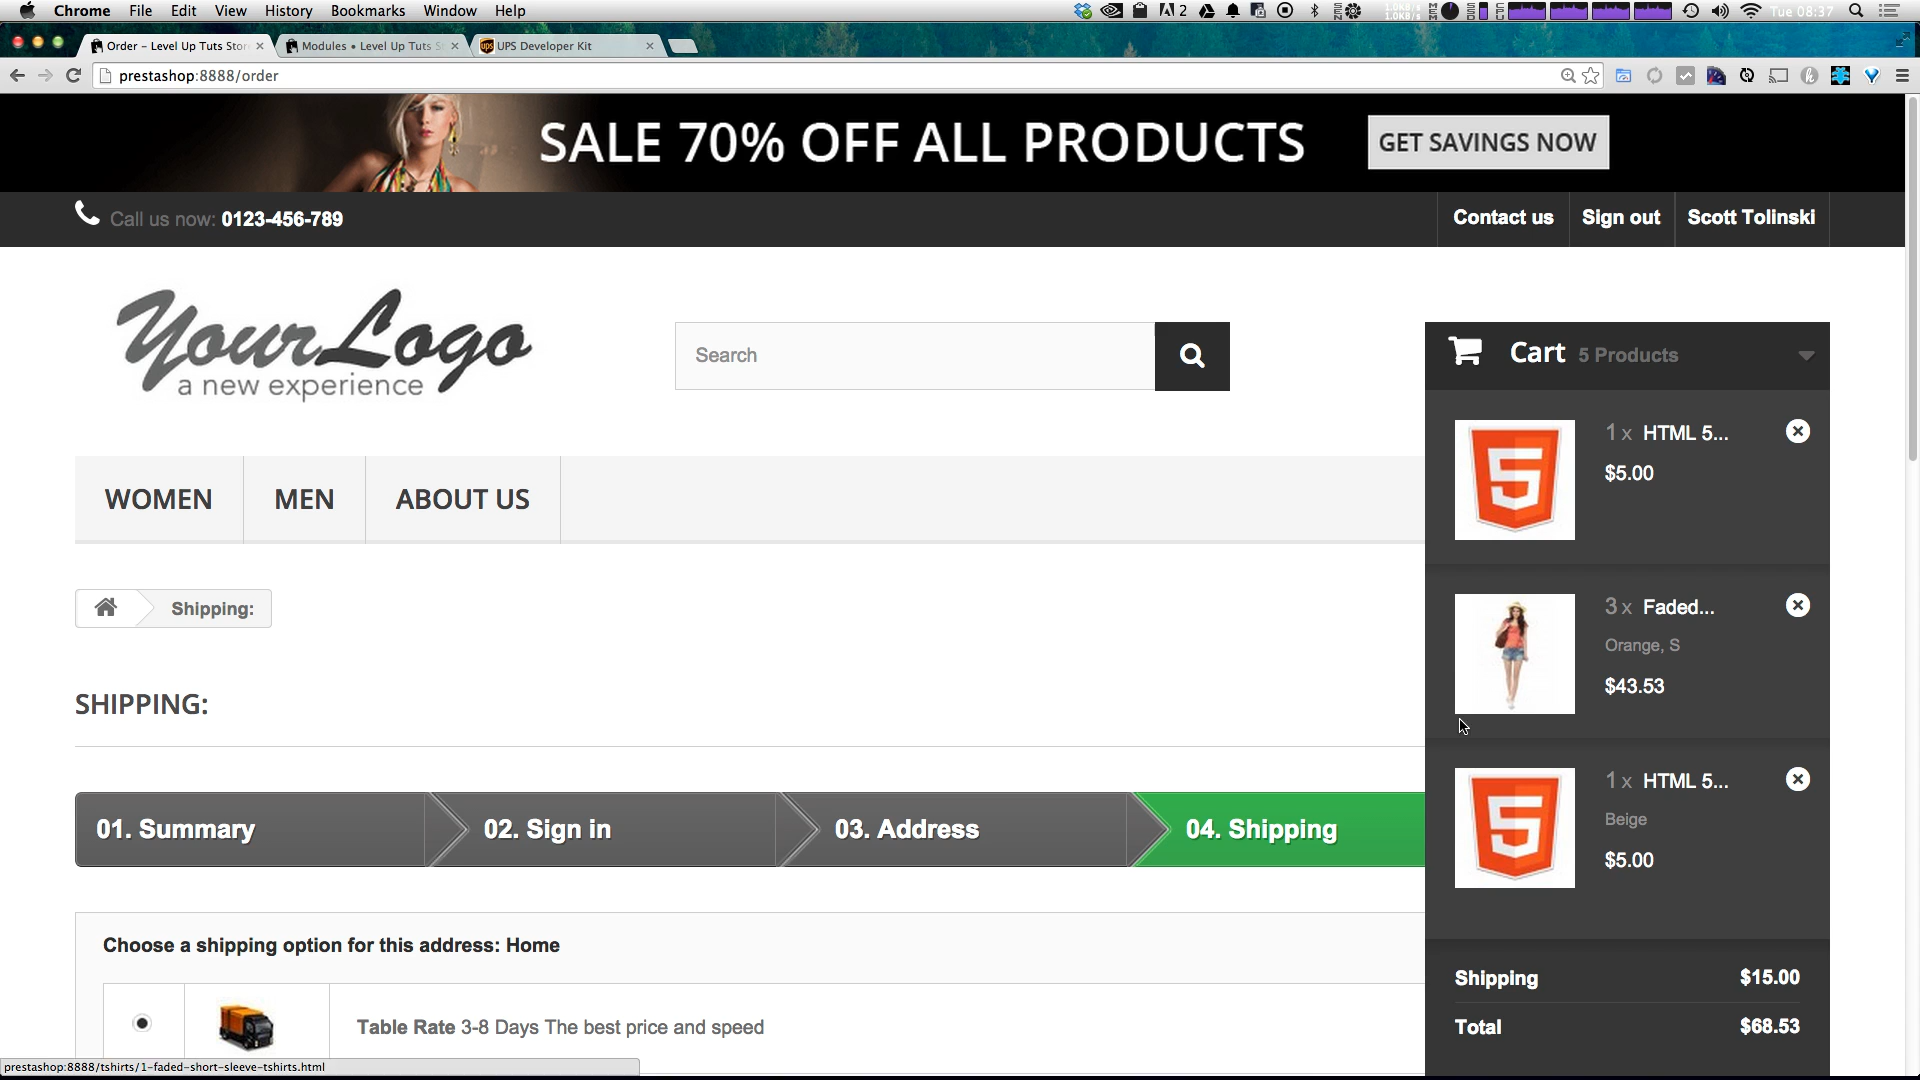 Chrome File Edit View History Bookmarks Window Help
2 Tue 08:37
Order – Level Up Tuts Stor
Modules • Level Up Tuts S
UPS Developer Kit
prestashop:8888/order
SALE 70% OFF ALL PRODUCTS
GET SAVINGS NOW
Call us now: 0123-456-789
Contact us
Sign out
Scott Tolinski
YourLogo
a new experience
Search
Cart 5 Products
1 x HTML 5...
$5.00
WOMEN
MEN
ABOUT US
Shipping:
3 x Faded...
Orange, S
$43.53
SHIPPING:
1 x HTML 5...
Beige
$5.00
01. Summary
02. Sign in
03. Address
04. Shipping
Choose a shipping option for this address: Home
Shipping $15.00
Table Rate 3-8 Days The best price and speed
Total $68.53
prestashop:8888/tshirts/1-faded-short-sleeve-tshirts.html